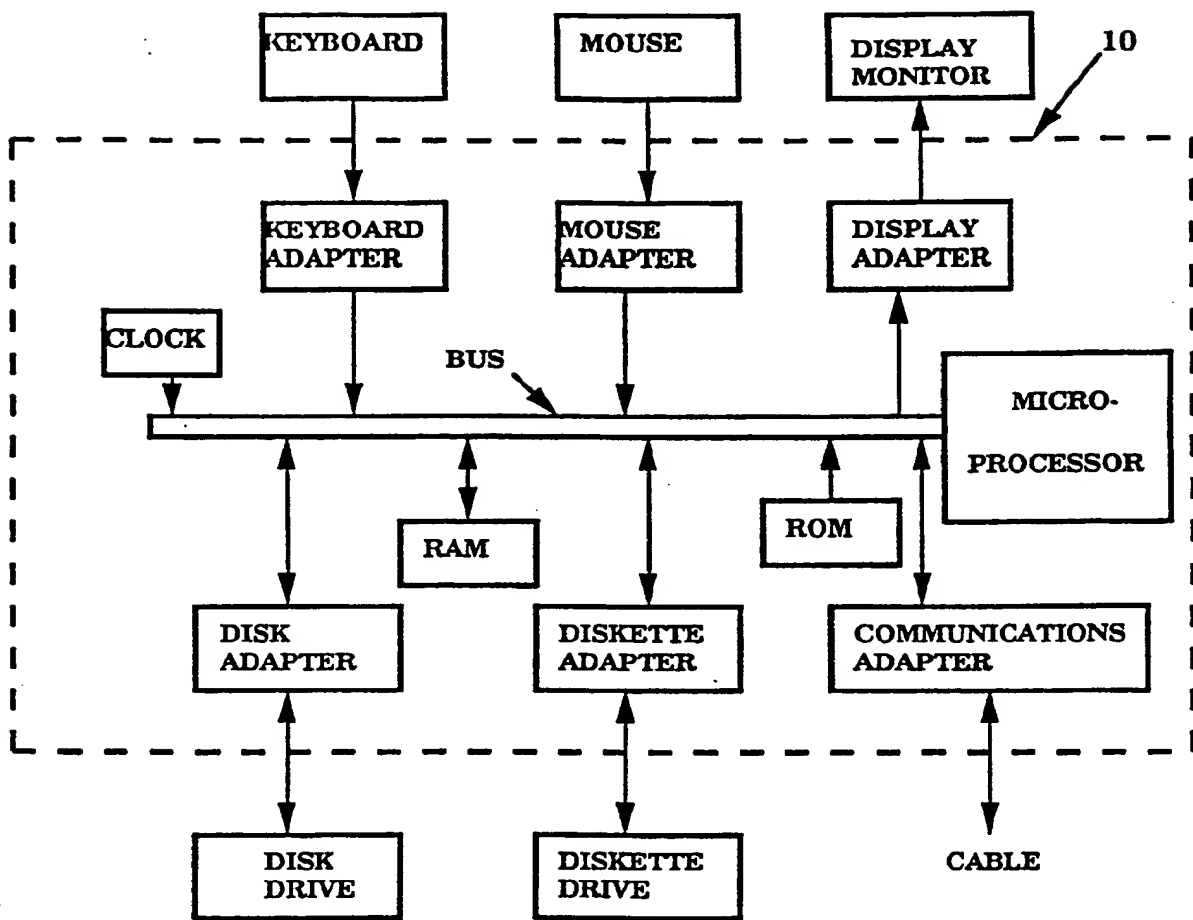 KEYBOARD
MOUSE
DISPLAY
MONITOR
10
KEYBOARD
ADAPTER
MOUSE
ADAPTER
DISPLAY
ADAPTER
CLOCK
BUS
MICRO-
PROCESSOR
RAM
ROM
DISK
ADAPTER
DISKETTE
ADAPTER
COMMUNICATIONS
ADAPTER
DISK
DRIVE
DISKETTE
DRIVE
CABLE